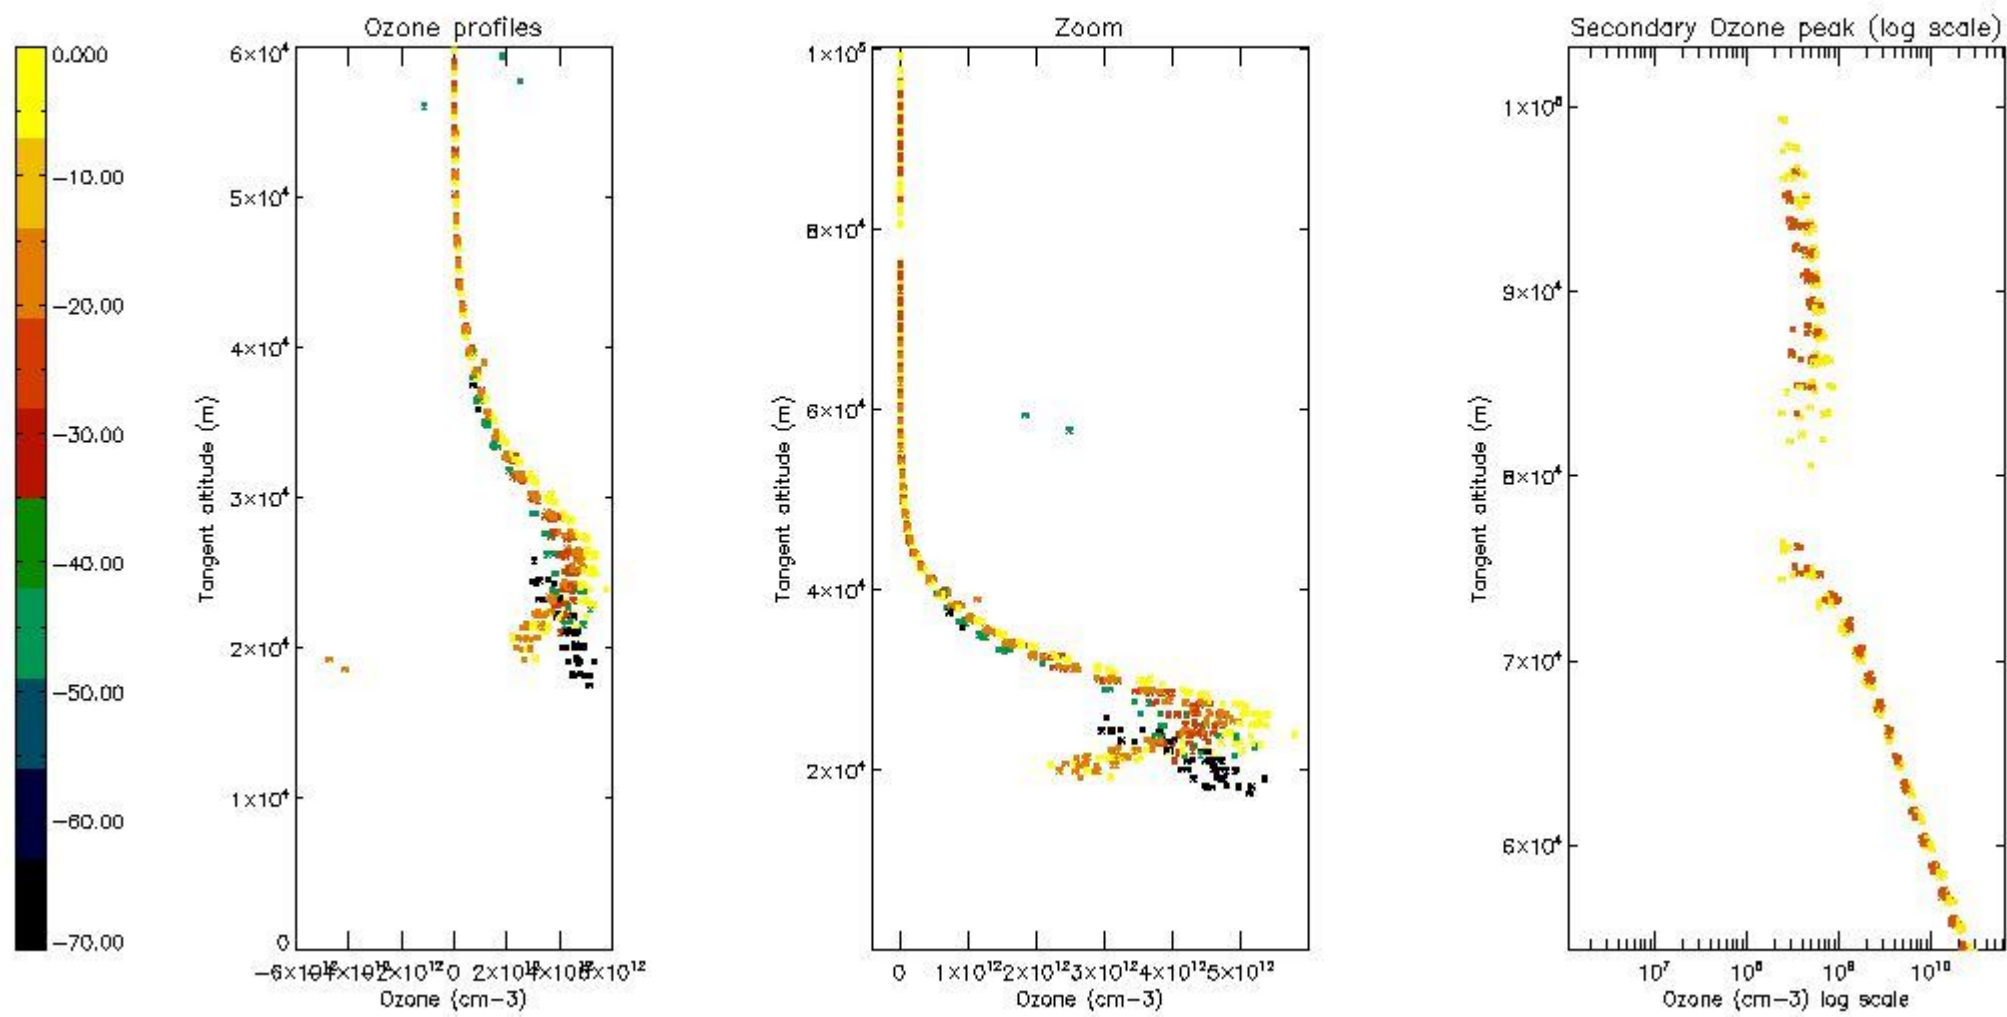 Ozone profiles
Zoom
Secondary Ozone peak (log scale)
0.000
−10.00
−20.00
−30.00
−40.00
−50.00
−60.00
−70.00
6×10⁴
5×10⁴
4×10⁴
3×10⁴
2×10⁴
1×10⁴
0
Tangent altitude (m)
0
Ozone (cm−3)
1×10⁵
8×10⁴
6×10⁴
4×10⁴
2×10⁴
Tangent altitude (m)
0 1×10¹² 2×10¹² 3×10¹² 4×10¹² 5×10¹²
Ozone (cm−3)
9×10⁴
8×10⁴
7×10⁴
6×10⁴
Tangent altitude (m)
10⁷ 10⁸ 10⁹ 10¹⁰
Ozone (cm−3) log scale